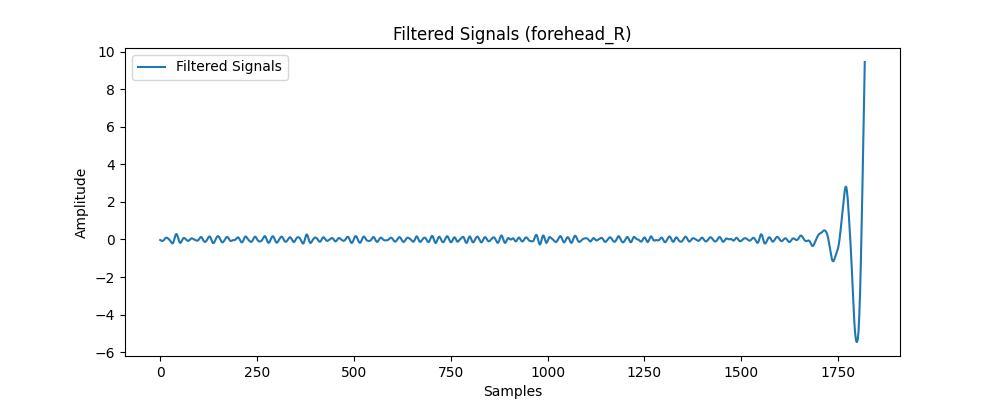 Filtered Signals (forehead_R)
Filtered Signals
Amplitude
10
8
6
4
2
0
−2
−4
−6
0 250 500 750 1000 1250 1500 1750
Samples